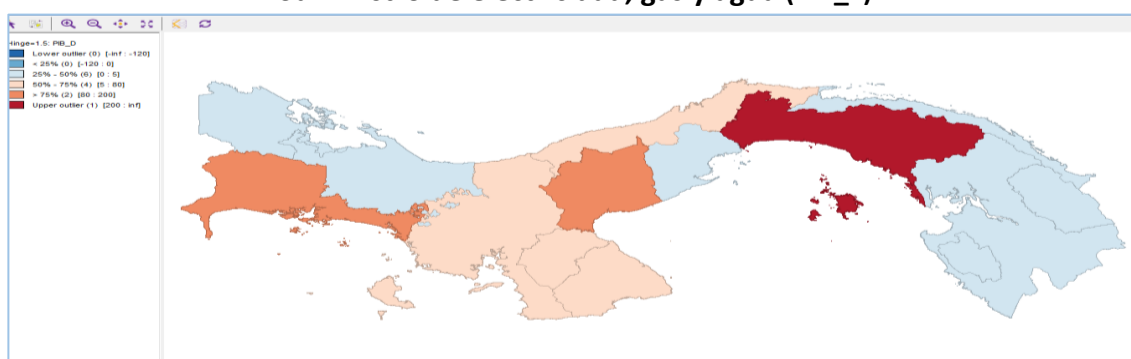 Hinge=1.5: PIB_D
Lower outlier (0) [-inf : -120]
< 25% (0) [-120 : 0]
25% - 50% (6) [0 : 5]
50% - 75% (4) [5 : 80]
> 75% (2) [80 : 200]
Upper outlier (1) [200 : inf]